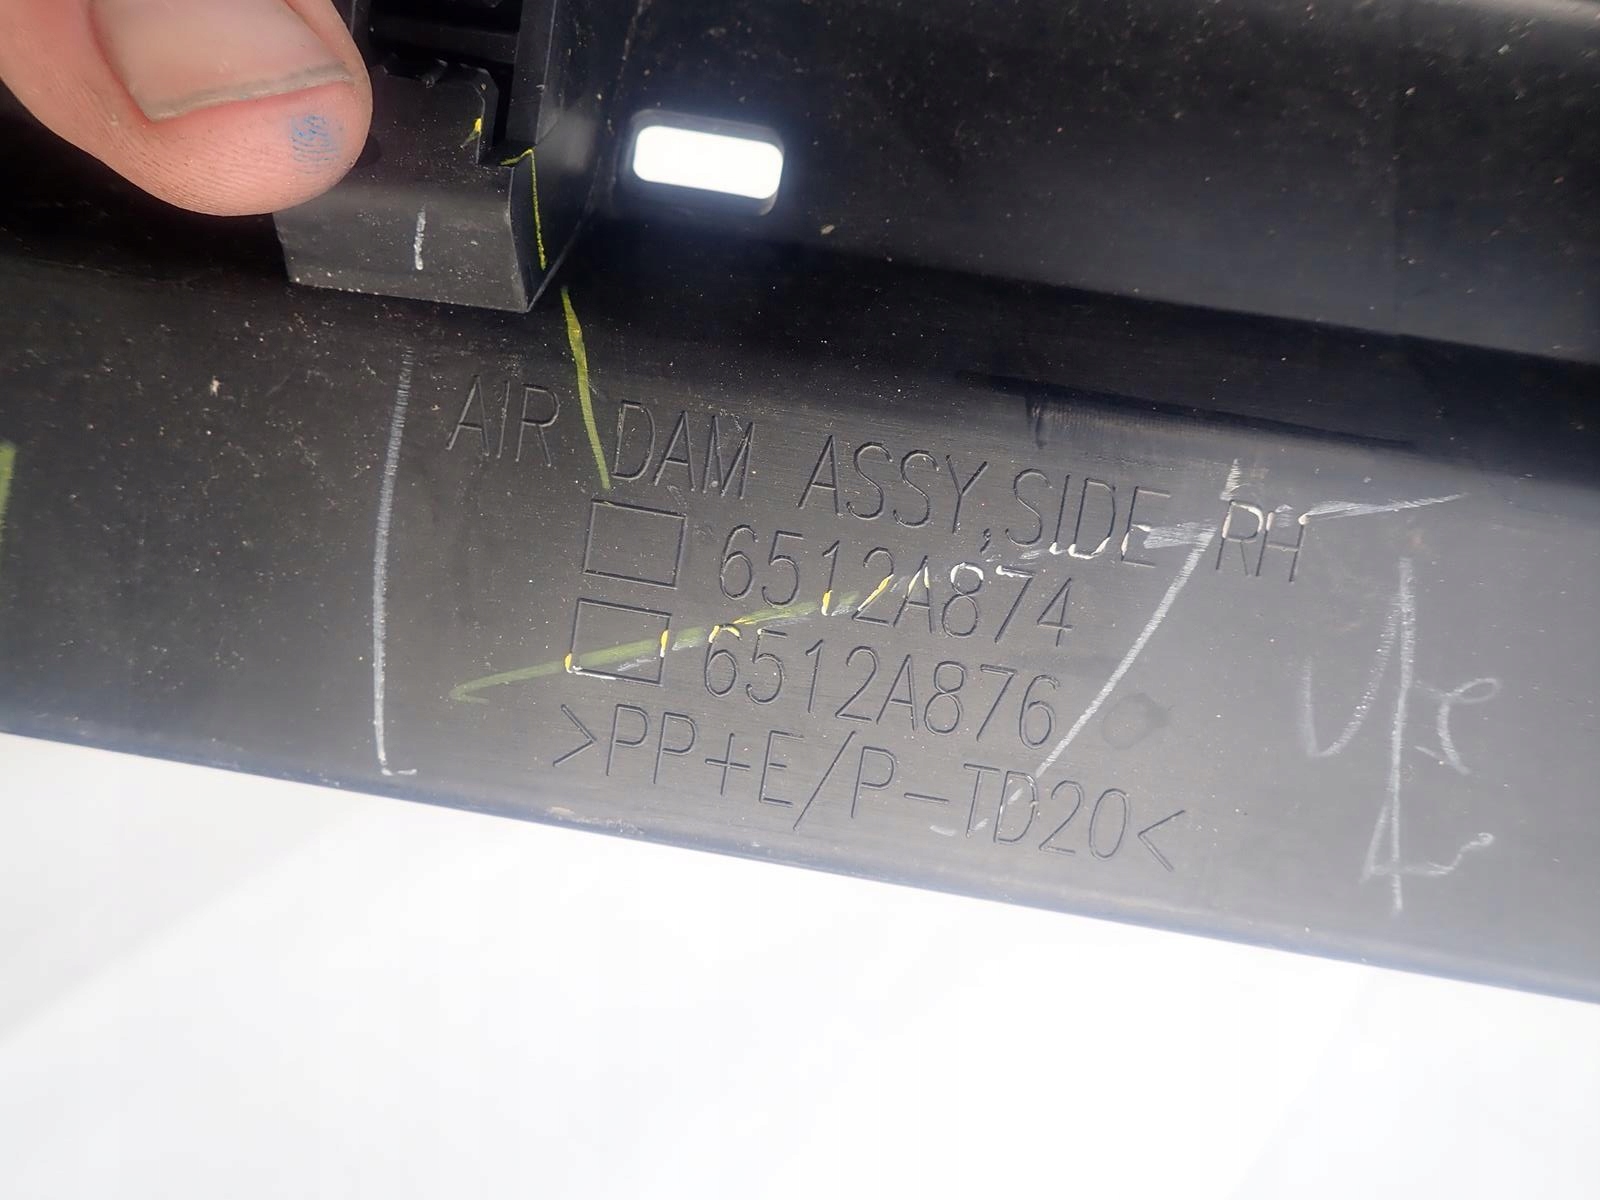 AIR DAM ASSY,SIDE RH
6512A874
6512A876
>PP+E/P-TD20<